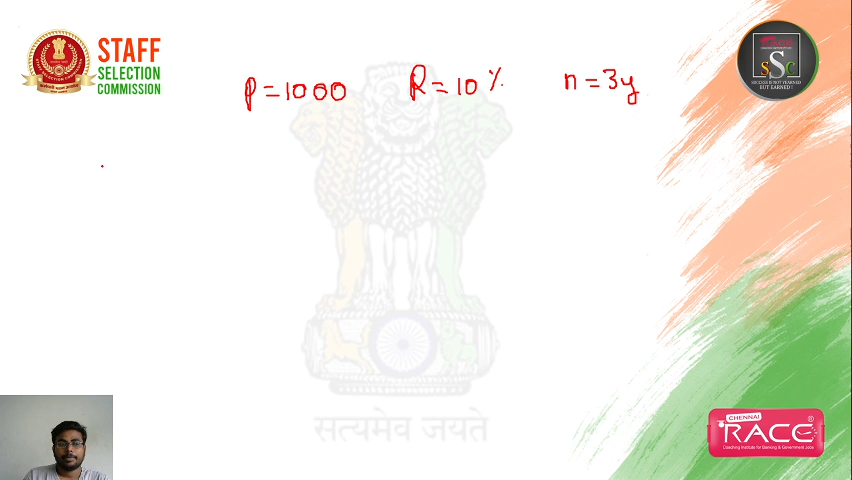 STAFF
SELECTION
COMMISSION
P = 1000 R = 10% n = 3y
SSC
SUCCESS IS NOT YEARNED
BUT EARNED !
सत्यमेव जयते
CHENNAI
RACE
Coaching Institute for Banking & Government Jobs